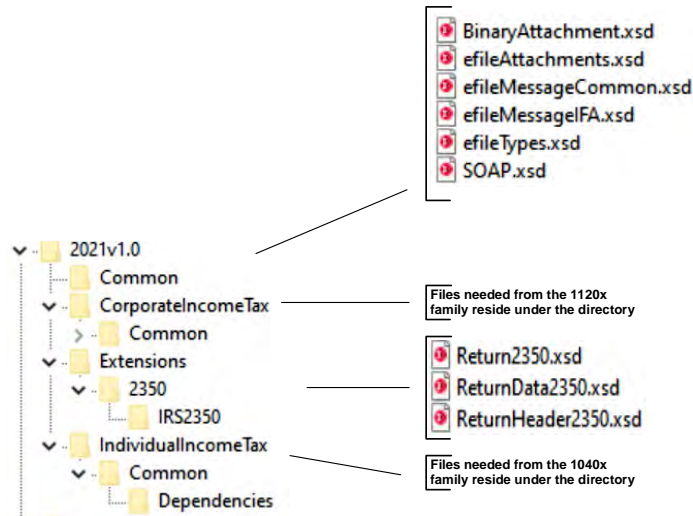 BinaryAttachment.xsd
efileAttachments.xsd
efileMessageCommon.xsd
efileMessageIFA.xsd
efileTypes.xsd
SOAP.xsd
2021v1.0
Common
CorporateIncomeTax
Common
Extensions
2350
IRS2350
IndividualIncomeTax
Common
Dependencies
Files needed from the 1120x
family reside under the directory
Return2350.xsd
ReturnData2350.xsd
ReturnHeader2350.xsd
Files needed from the 1040x
family reside under the directory